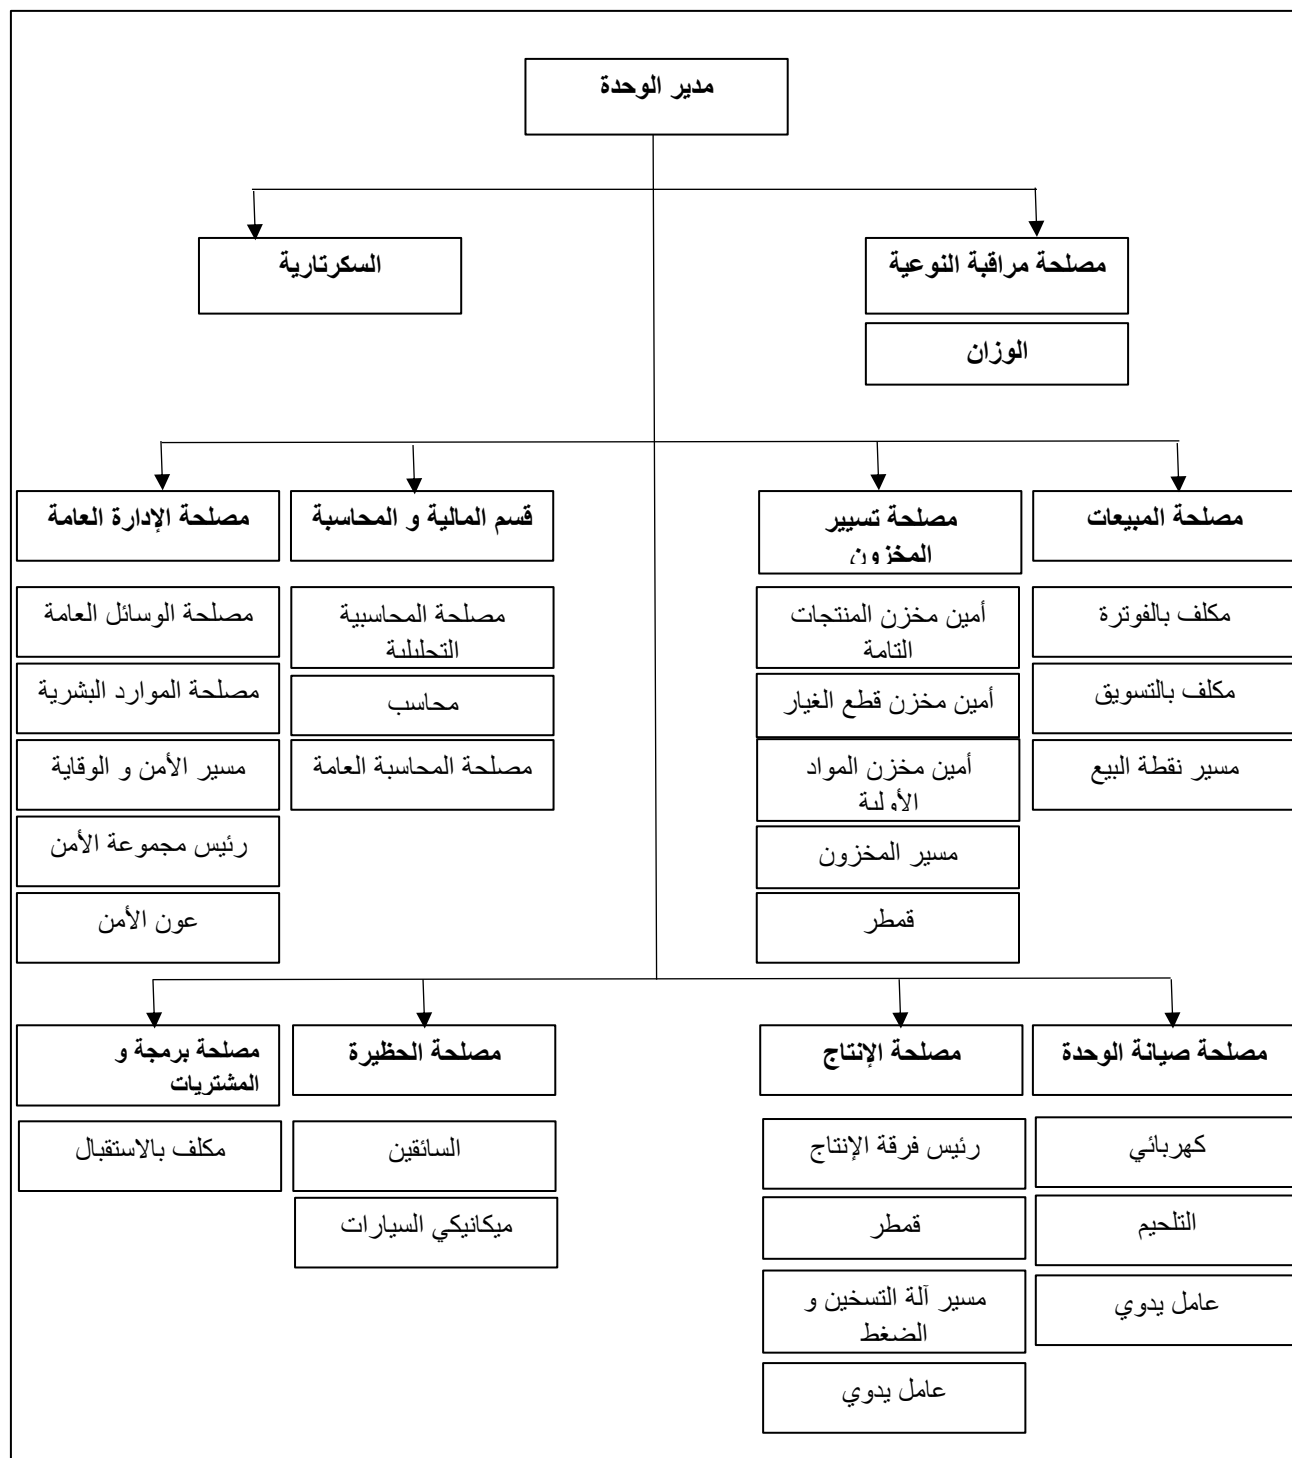 مدير الوحدة
مصلحة مراقبة النوعية
السكرتارية
الوزان
مصلحة المبيعات
مصلحة تسيير
المخزون
قسم المالية و المحاسبة
مصلحة الإدارة العامة
مكلف بالفوترة
مكلف بالتسويق
مسير نقطة البيع
أمين مخزن المنتجات
التامة
أمين مخزن قطع الغيار
أمين مخزن المواد
الأولية
مسير المخزون
قمطر
مصلحة المحاسبية
التحليلية
محاسب
مصلحة المحاسبة العامة
مصلحة الوسائل العامة
مصلحة الموارد البشرية
مسير الأمن و الوقاية
رئيس مجموعة الأمن
عون الأمن
مصلحة صيانة الوحدة
مصلحة الإنتاج
مصلحة الحظيرة
مصلحة برمجة و
المشتريات
كهربائي
التلحيم
عامل يدوي
رئيس فرقة الإنتاج
قمطر
مسير آلة التسخين و
الضغط
عامل يدوي
السائقين
ميكانيكي السيارات
مكلف بالاستقبال